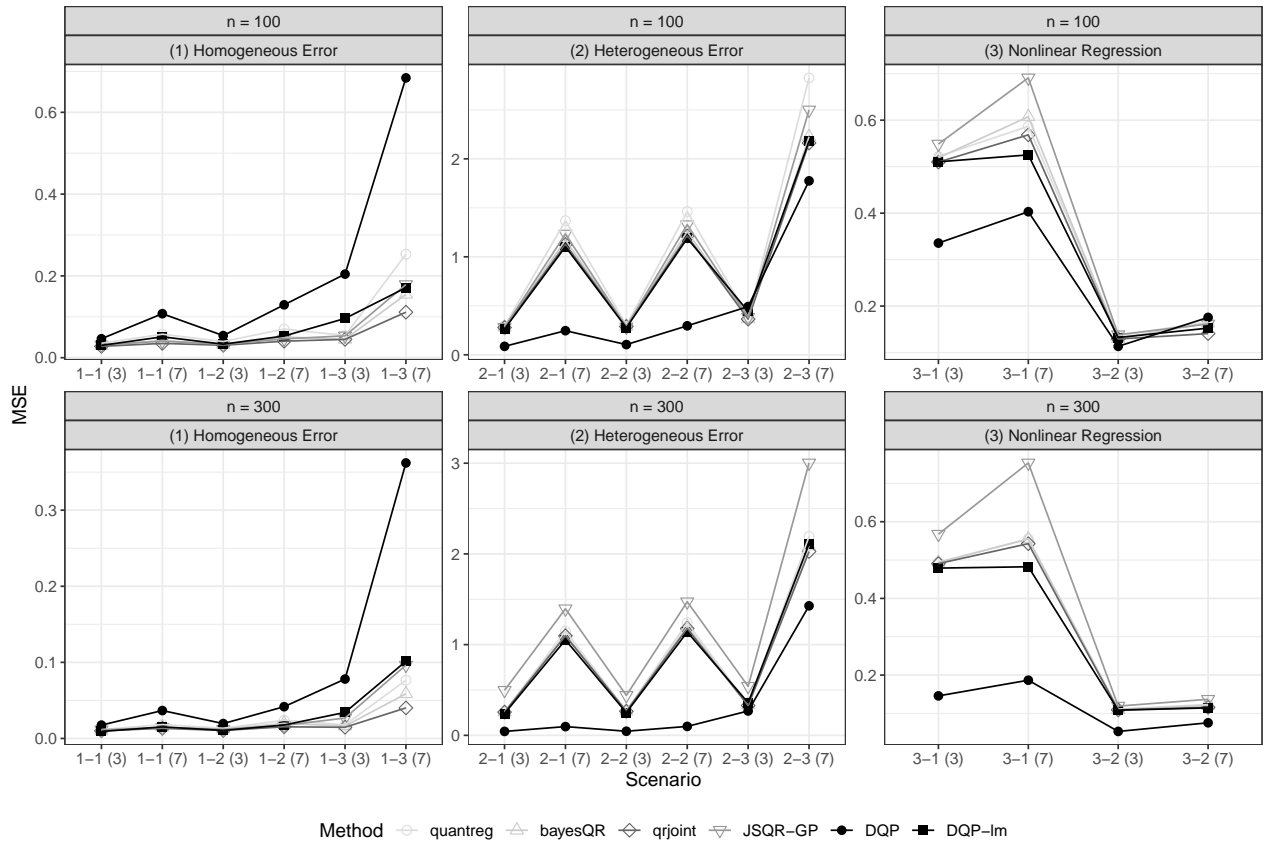 n = 100
(1) Homogeneous Error
n = 100
(2) Heterogeneous Error
n = 100
(3) Nonlinear Regression
0.6
0.4
0.2
0.0
2
1
0
0.6
0.4
0.2
1−1 (3) 1−1 (7) 1−2 (3) 1−2 (7) 1−3 (3) 1−3 (7)
2−1 (3) 2−1 (7) 2−2 (3) 2−2 (7) 2−3 (3) 2−3 (7)
3−1 (3) 3−1 (7) 3−2 (3) 3−2 (7)
MSE
n = 300
(1) Homogeneous Error
n = 300
(2) Heterogeneous Error
n = 300
(3) Nonlinear Regression
0.3
0.2
0.1
0.0
3
2
1
0
0.6
0.4
0.2
1−1 (3) 1−1 (7) 1−2 (3) 1−2 (7) 1−3 (3) 1−3 (7)
2−1 (3) 2−1 (7) 2−2 (3) 2−2 (7) 2−3 (3) 2−3 (7)
3−1 (3) 3−1 (7) 3−2 (3) 3−2 (7)
Scenario
Method quantreg bayesQR qrjoint JSQR−GP DQP DQP−lm